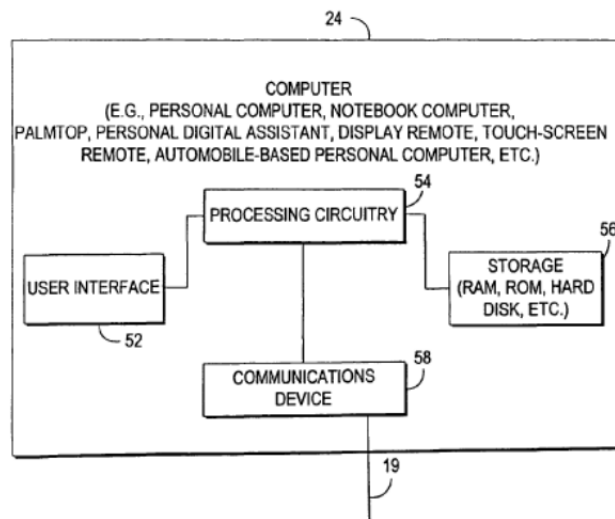 24
COMPUTER
(E.G., PERSONAL COMPUTER, NOTEBOOK COMPUTER,
PALMTOP, PERSONAL DIGITAL ASSISTANT, DISPLAY REMOTE, TOUCH-SCREEN
REMOTE, AUTOMOBILE-BASED PERSONAL COMPUTER, ETC.)
54
PROCESSING CIRCUITRY
56
USER INTERFACE
STORAGE
(RAM, ROM, HARD
DISK, ETC.)
52
58
COMMUNICATIONS
DEVICE
19